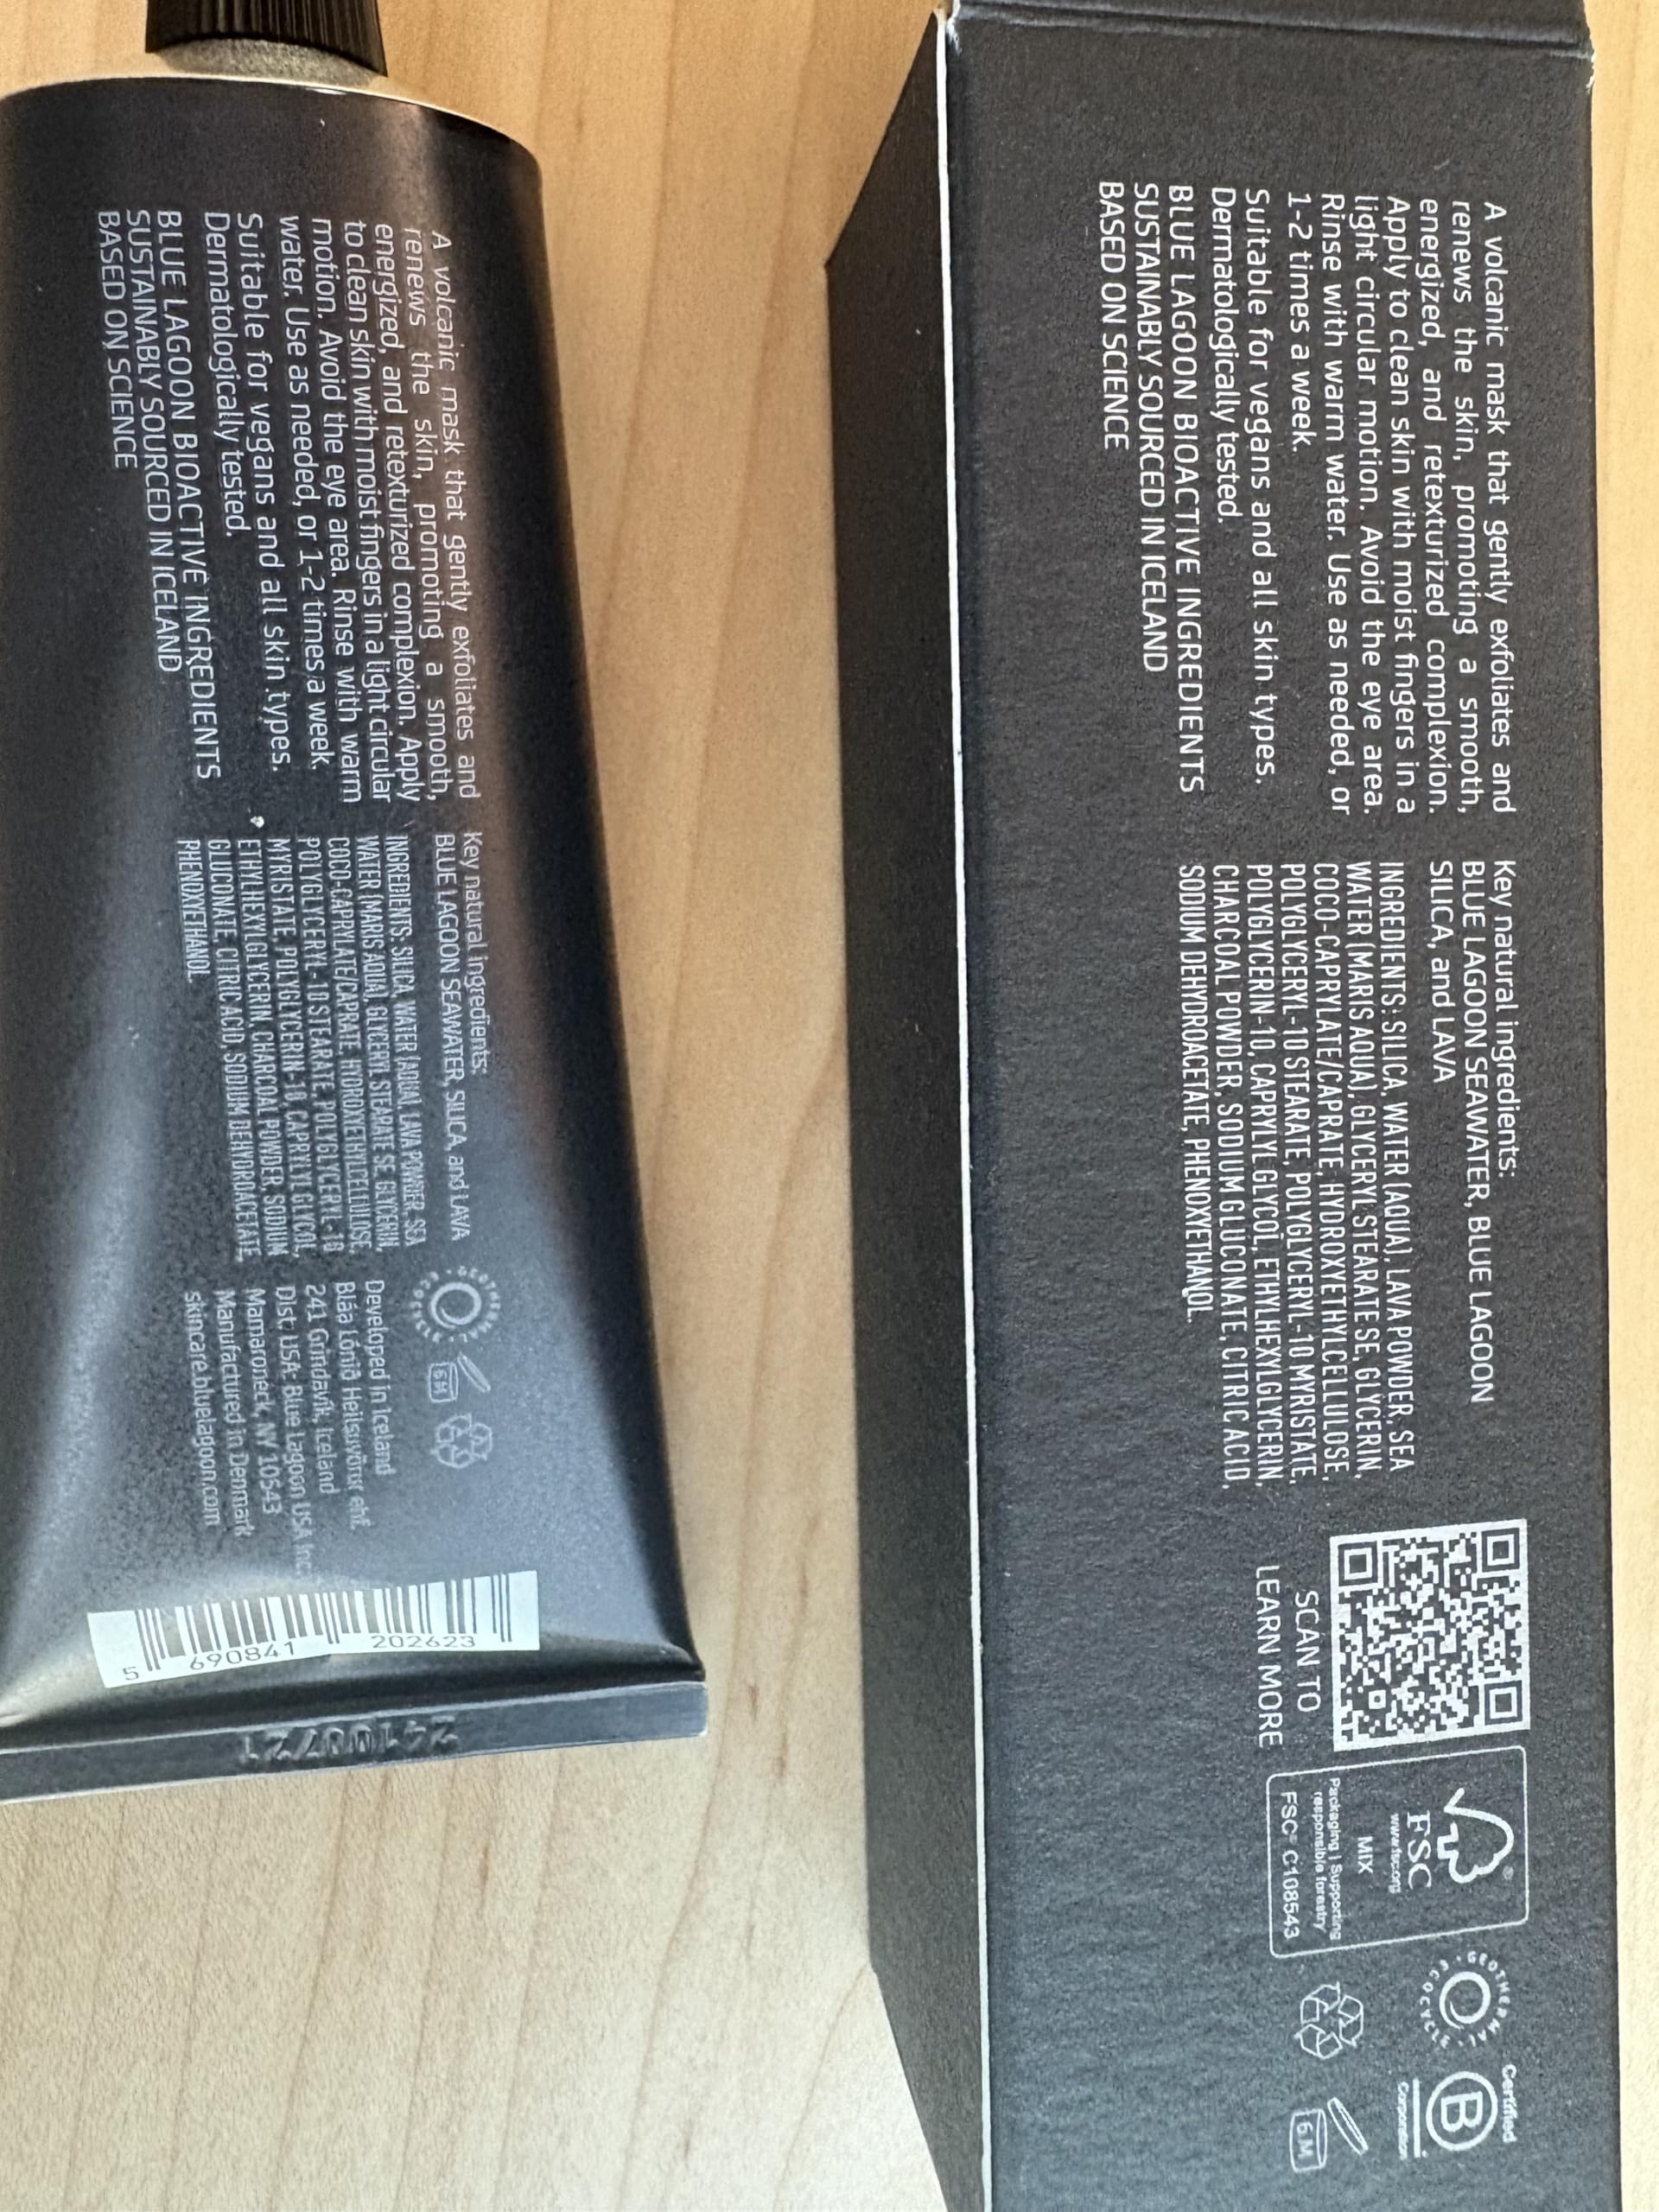 A volcanic mask that gently exfoliates and
renews the skin, promoting a smooth,
energized, and retexturized complexion. Apply
to clean skin with moist fingers in a light circular
motion. Avoid the eye area. Rinse with warm
water. Use as needed, or 1-2 times a week.
Suitable for vegans and all skin types.
Dermatologically tested.
BLUE LAGOON BIOACTIVE INGREDIENTS
SUSTAINABLY SOURCED IN ICELAND
BASED ON SCIENCE
Key natural ingredients:
BLUE LAGOON SEAWATER, SILICA, and LAVA
INGREDIENTS: SILICA, WATER (AQUA), LAVA POWDER, SEA
WATER (MARIS AQUA), GLYCERYL STEARATE SE, GLYCERIN,
COCO-CAPRYLATE/CAPRATE, HYDROXYETHYLCELLULOSE,
POLYGLYCERYL-10 STEARATE, POLYGLYCERYL-10
MYRISTATE, POLYGLYCERIN-10, CAPRYLYL GLYCOL,
ETHYLHEXYLGLYCERIN, CHARCOAL POWDER, SODIUM
GLUCONATE, CITRIC ACID, SODIUM DEHYDROACETATE,
PHENOXYETHANOL.
GEOTHERMAL · ECOCYCLE ·
6M
Developed in Iceland
Bláa Lónið Heilsuvörur ehf.
241 Grindavík, Iceland
Dist. USA: Blue Lagoon USA Inc.
Mamaroneck, NY 10543
Manufactured in Denmark
skincare.bluelagoon.com
5 690841 202623
A volcanic mask that gently exfoliates and
renews the skin, promoting a smooth,
energized, and retexturized complexion.
Apply to clean skin with moist fingers in a
light circular motion. Avoid the eye area.
Rinse with warm water. Use as needed, or
1-2 times a week.
Suitable for vegans and all skin types.
Dermatologically tested.
BLUE LAGOON BIOACTIVE INGREDIENTS
SUSTAINABLY SOURCED IN ICELAND
BASED ON SCIENCE
Key natural ingredients:
BLUE LAGOON SEAWATER, BLUE LAGOON
SILICA, and LAVA
INGREDIENTS: SILICA, WATER (AQUA), LAVA POWDER, SEA
WATER (MARIS AQUA), GLYCERYL STEARATE SE, GLYCERIN,
COCO-CAPRYLATE/CAPRATE, HYDROXYETHYLCELLULOSE,
POLYGLYCERYL-10 STEARATE, POLYGLYCERYL-10 MYRISTATE,
POLYGLYCERIN-10, CAPRYLYL GLYCOL, ETHYLHEXYLGLYCERIN,
CHARCOAL POWDER, SODIUM GLUCONATE, CITRIC ACID,
SODIUM DEHYDROACETATE, PHENOXYETHANOL.
SCAN TO
LEARN MORE
FSC
®
www.fsc.org
MIX
Packaging | Supporting
responsible forestry
FSC® C108543
GEOTHERMAL · ECOCYCLE ·
Certified
B
Corporation
6M